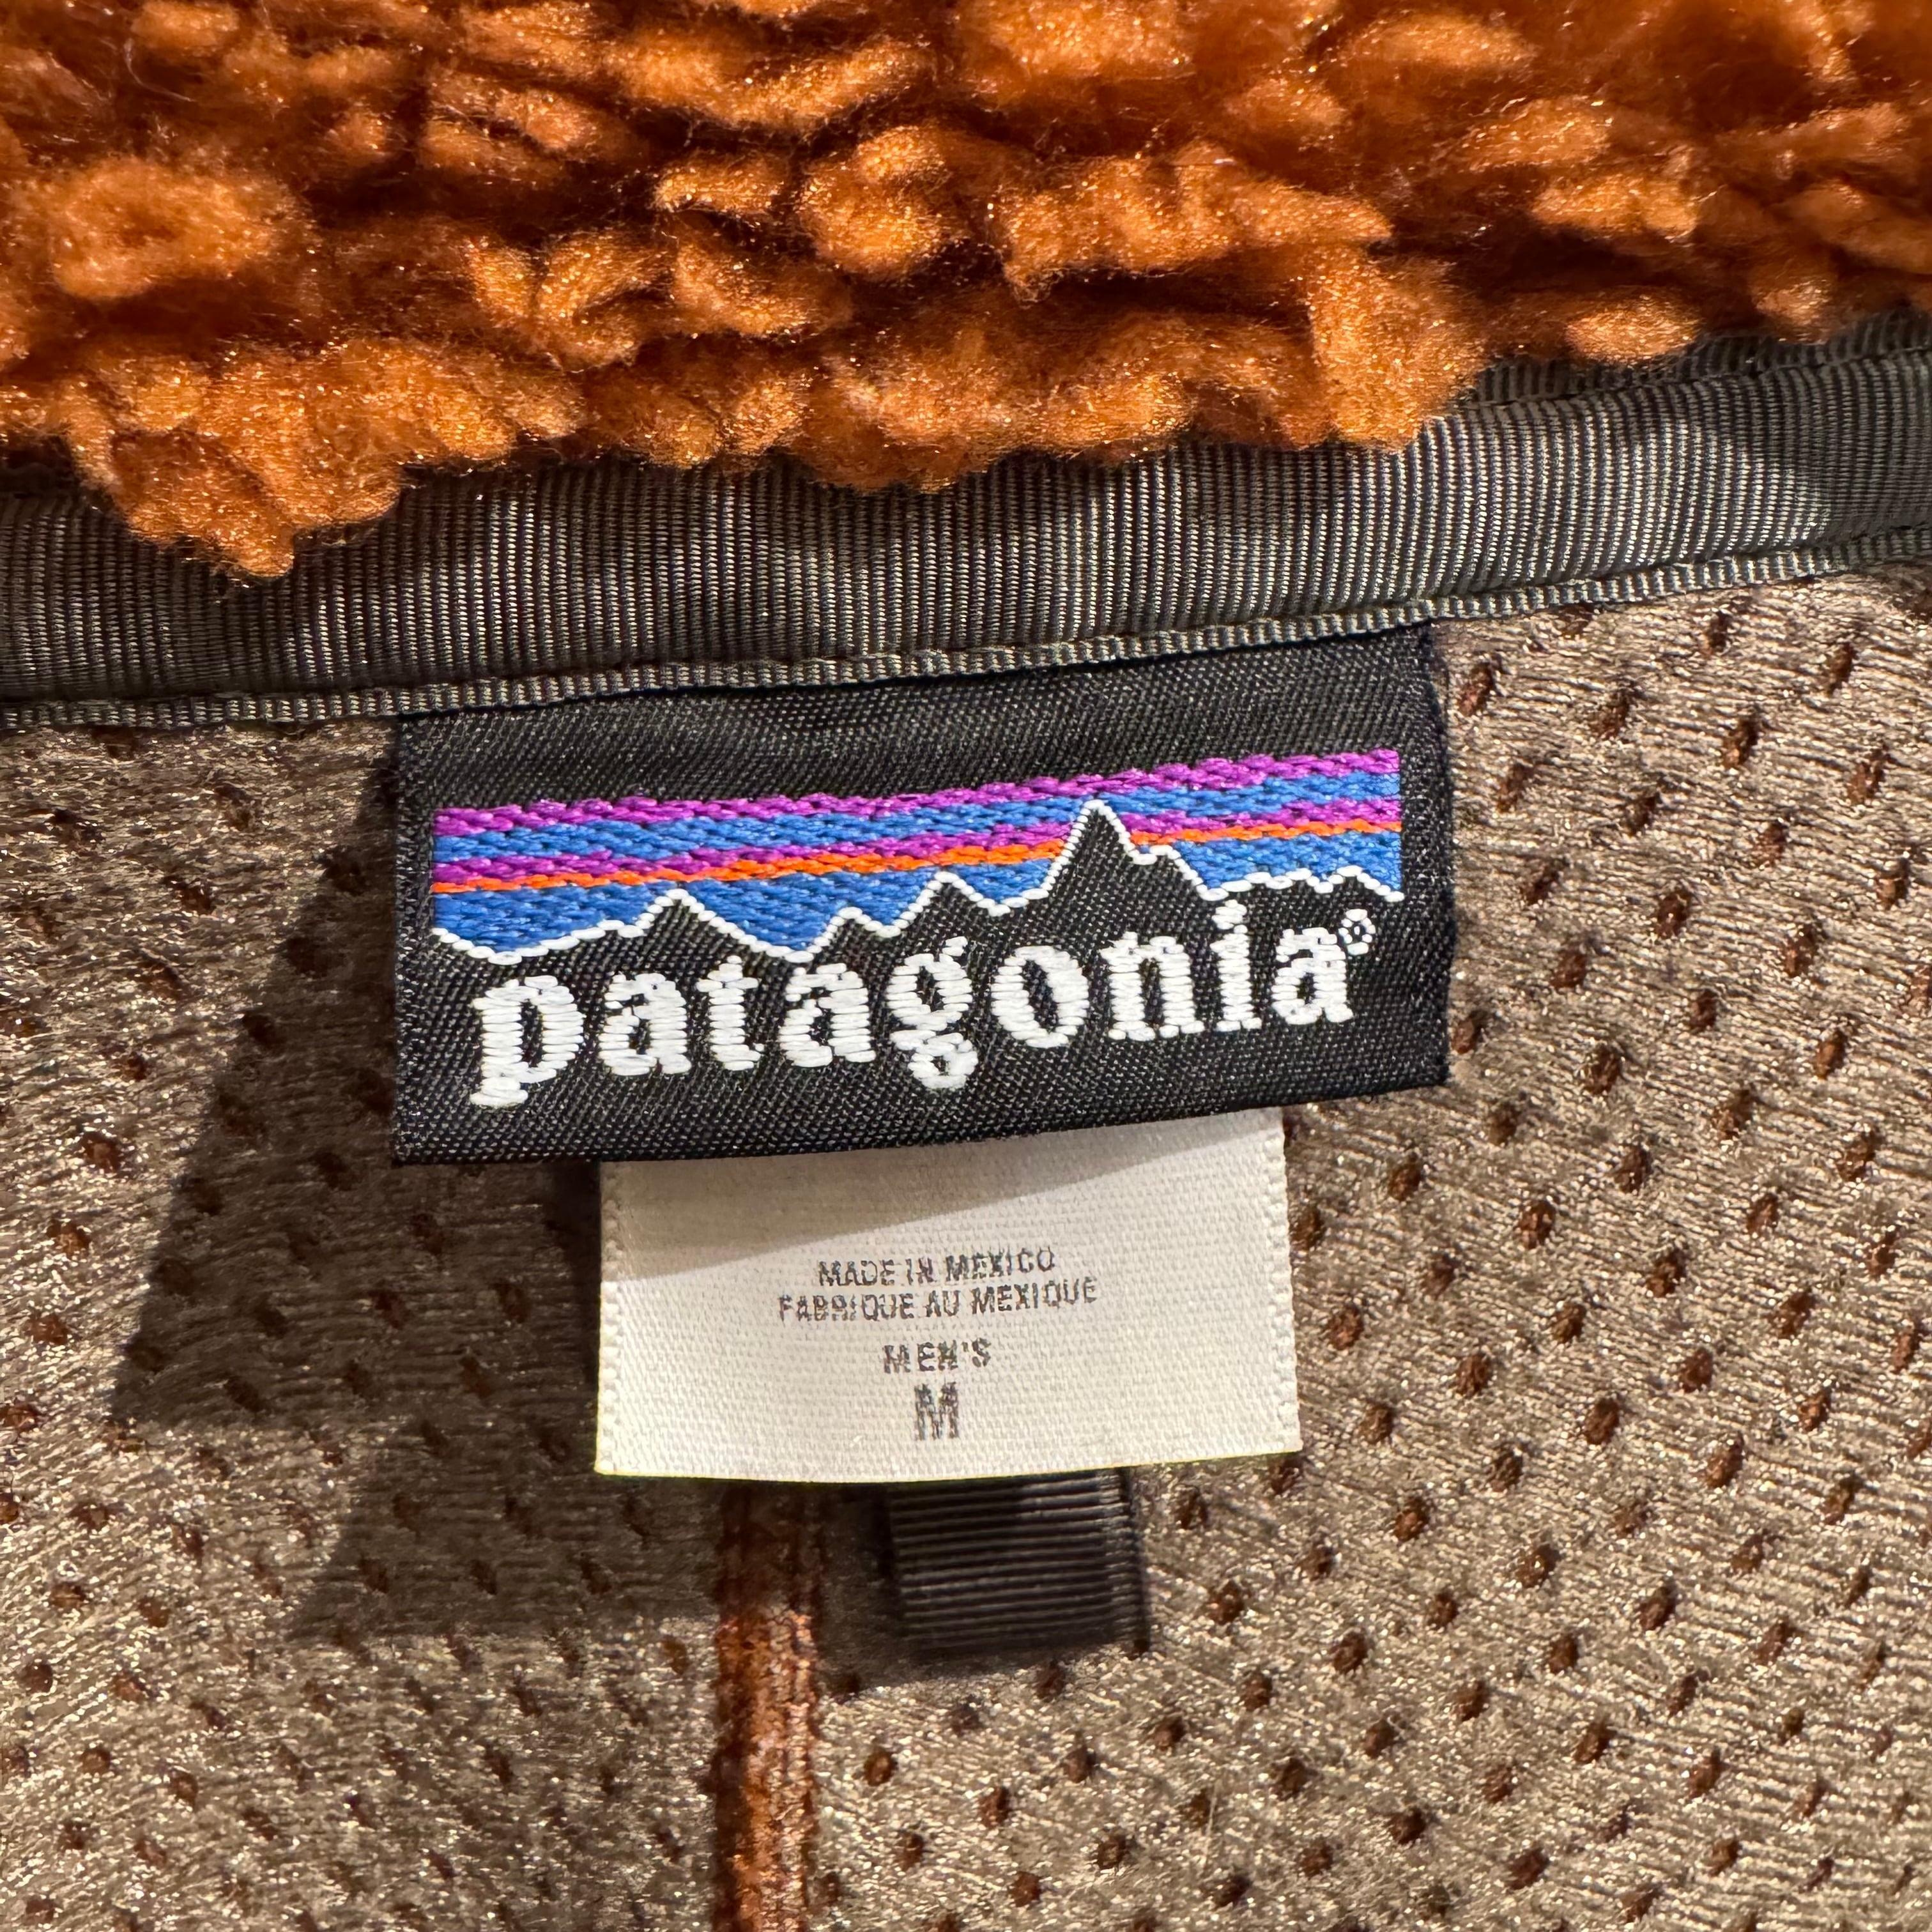 patagonia®
MADE IN MEXICO
FABRIQUE AU MEXIQUE
MEN'S
M